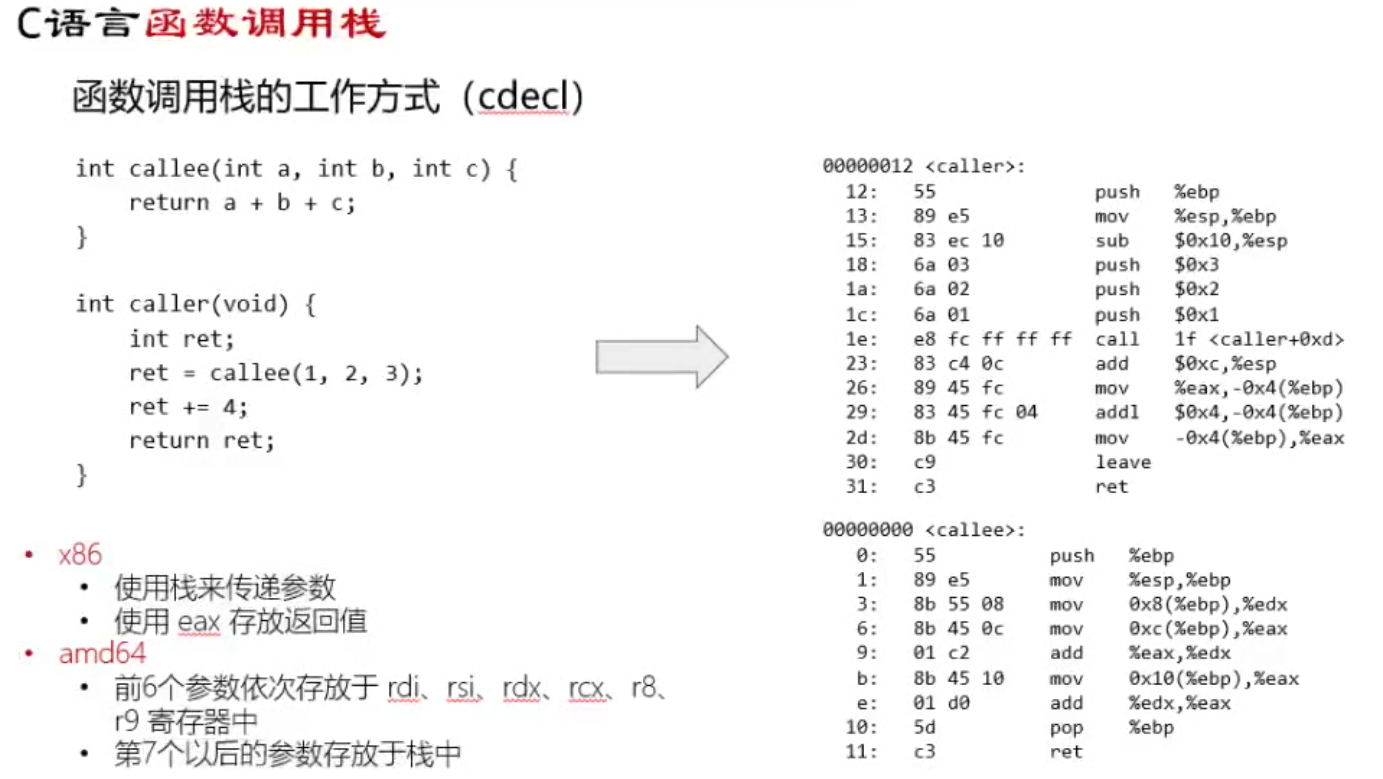 C语言函数调用栈
函数调用栈的工作方式（cdecl）
int callee(int a, int b, int c) {
    return a + b + c;
}
int caller(void) {
    int ret;
    ret = callee(1, 2, 3);
    ret += 4;
    return ret;
}
• x86
• 使用栈来传递参数
• 使用 eax 存放返回值
• amd64
• 前6个参数依次存放于 rdi、rsi、rdx、rcx、r8、
r9 寄存器中
• 第7个以后的参数存放于栈中
00000012 <caller>:
12: 55 push %ebp
13: 89 e5 mov %esp,%ebp
15: 83 ec 10 sub $0x10,%esp
18: 6a 03 push $0x3
1a: 6a 02 push $0x2
1c: 6a 01 push $0x1
1e: e8 fc ff ff ff call 1f <caller+0xd>
23: 83 c4 0c add $0xc,%esp
26: 89 45 fc mov %eax,-0x4(%ebp)
29: 83 45 fc 04 addl $0x4,-0x4(%ebp)
2d: 8b 45 fc mov -0x4(%ebp),%eax
30: c9 leave
31: c3 ret
00000000 <callee>:
0: 55 push %ebp
1: 89 e5 mov %esp,%ebp
3: 8b 55 08 mov 0x8(%ebp),%edx
6: 8b 45 0c mov 0xc(%ebp),%eax
9: 01 c2 add %eax,%edx
b: 8b 45 10 mov 0x10(%ebp),%eax
e: 01 d0 add %edx,%eax
10: 5d pop %ebp
11: c3 ret